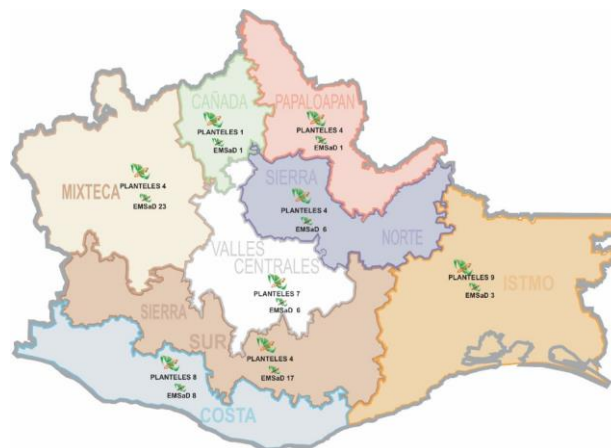 CAÑADA
PLANTELES 1
EMSaD 1
PAPALOAPAN
PLANTELES 4
EMSaD 1
MIXTECA
PLANTELES 4
EMSaD 23
SIERRA
PLANTELES 4
EMSaD 6
NORTE
VALLES
CENTRALES
PLANTELES 7
EMSaD 6
PLANTELES 9
EMSaD 3
ISTMO
SIERRA
SUR
PLANTELES 4
EMSaD 17
PLANTELES 8
EMSaD 8
COSTA